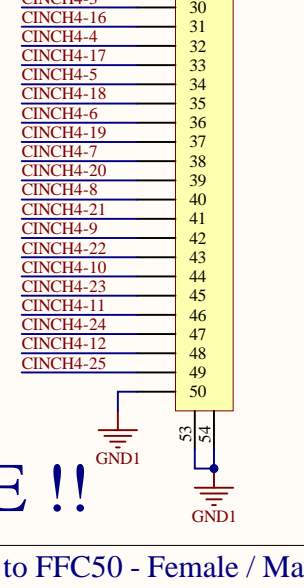 CINCH4-3 30
CINCH4-16 31
CINCH4-4 32
CINCH4-17 33
CINCH4-5 34
CINCH4-18 35
CINCH4-6 36
CINCH4-19 37
CINCH4-7 38
CINCH4-20 39
CINCH4-8 40
CINCH4-21 41
CINCH4-9 42
CINCH4-22 43
CINCH4-10 44
CINCH4-23 45
CINCH4-11 46
CINCH4-24 47
CINCH4-12 48
CINCH4-25 49
50
53
54
GND1
E !!
GND1
to FFC50 - Female / Ma